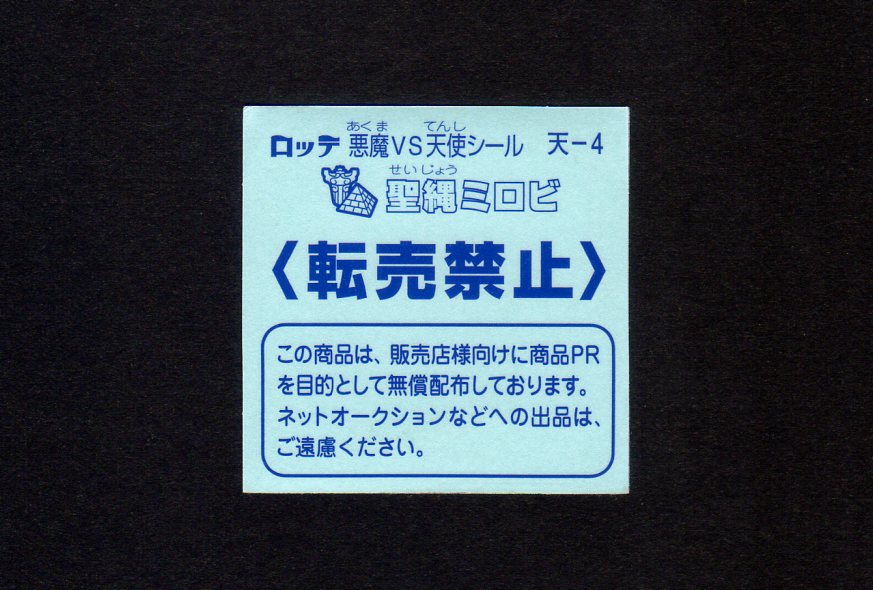 あくま てんし
ロッテ 悪魔VS天使シール 天-4
せいじょう
聖縄ミロビ
〈転売禁止〉
この商品は、販売店様向けに商品PR
を目的として無償配布しております。
ネットオークションなどへの出品は、
ご遠慮ください。